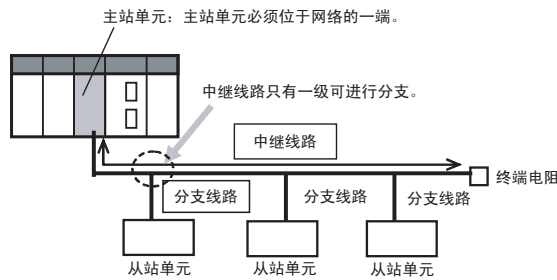 主站单元：主站单元必须位于网络的一端。
中继线路只有一级可进行分支。
中继线路
终端电阻
分支线路
分支线路
分支线路
从站单元
从站单元
从站单元